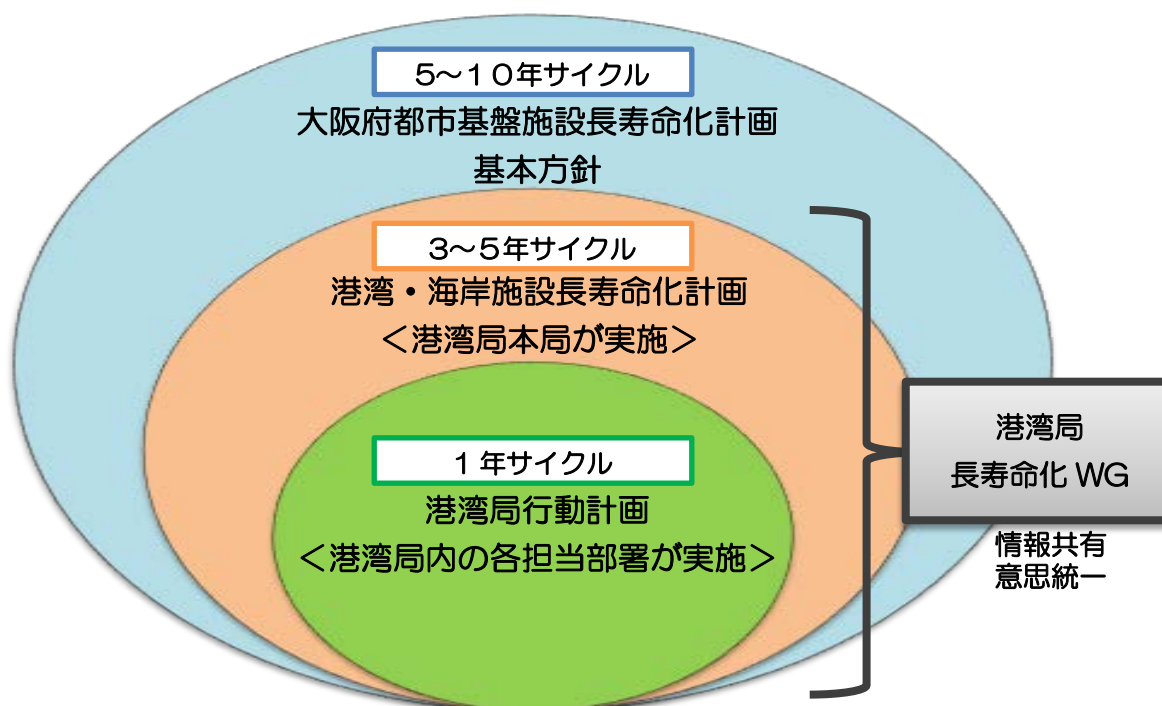 5～10年サイクル
大阪府都市基盤施設長寿命化計画
基本方針
3～5年サイクル
港湾・海岸施設長寿命化計画
＜港湾局本局が実施＞
1年サイクル
港湾局行動計画
＜港湾局内の各担当部署が実施＞
港湾局
長寿命化 WG
情報共有
意思統一